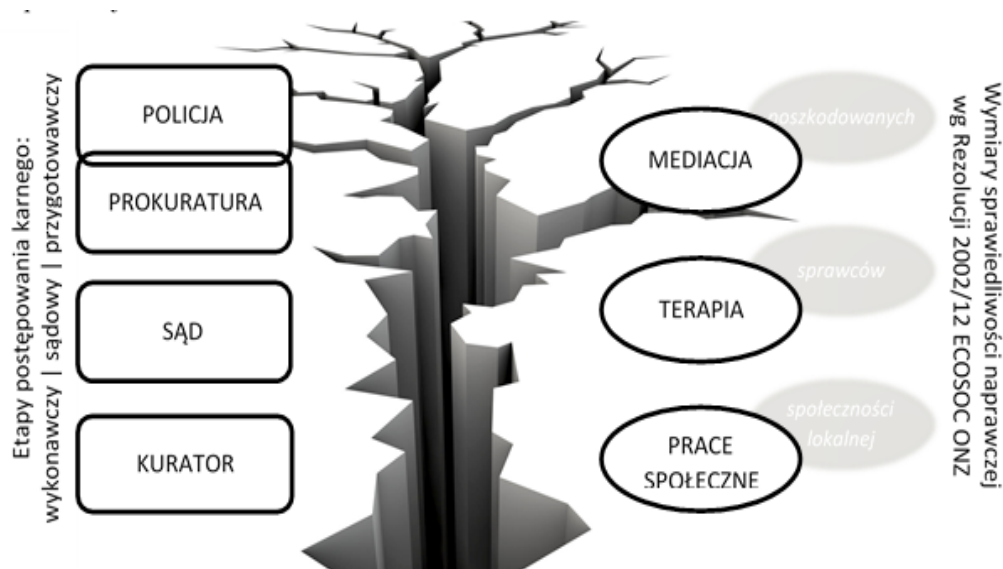 Etapy postępowania karnego:
wykonawczy | sądowy | przygotowawczy
POLICJA
PROKURATURA
SĄD
KURATOR
MEDIACJA
poszkodowanych
TERAPIA
sprawców
PRACE
SPOŁECZNE
społeczności
lokalnej
Wymiary sprawiedliwości naprawczej
wg Rezolucji 2002/12 ECOSOC ONZ